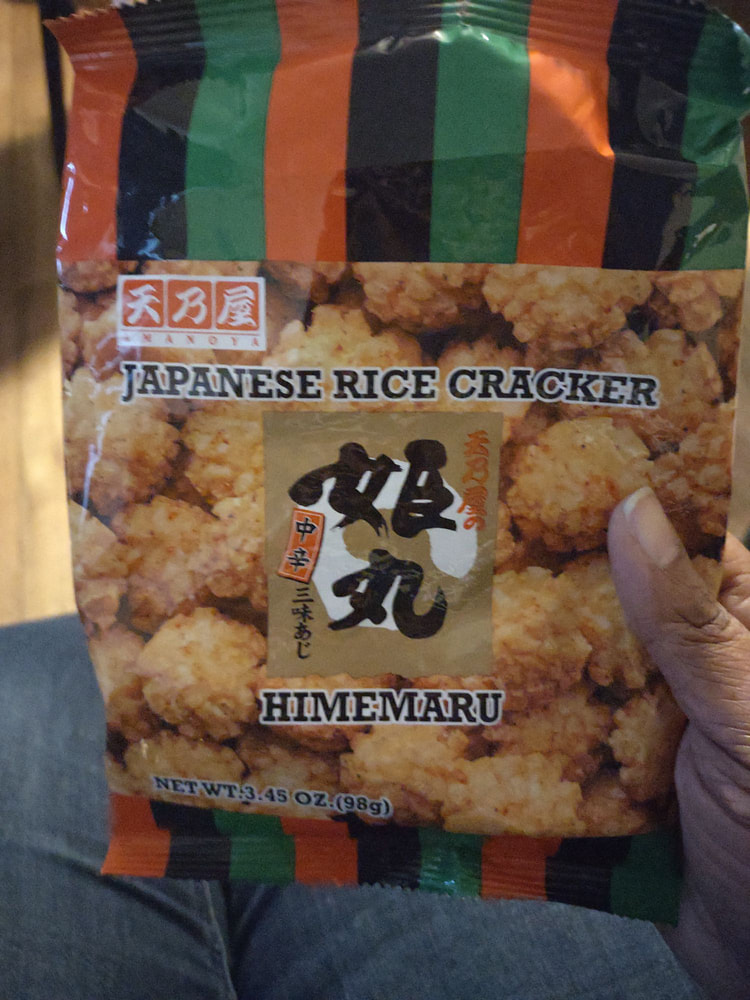 天乃屋
AMANOYA
JAPANESE RICE CRACKER
天乃屋の
姫丸
中辛
三味あじ
HIMEMARU
NET WT.3.45 OZ.(98g)